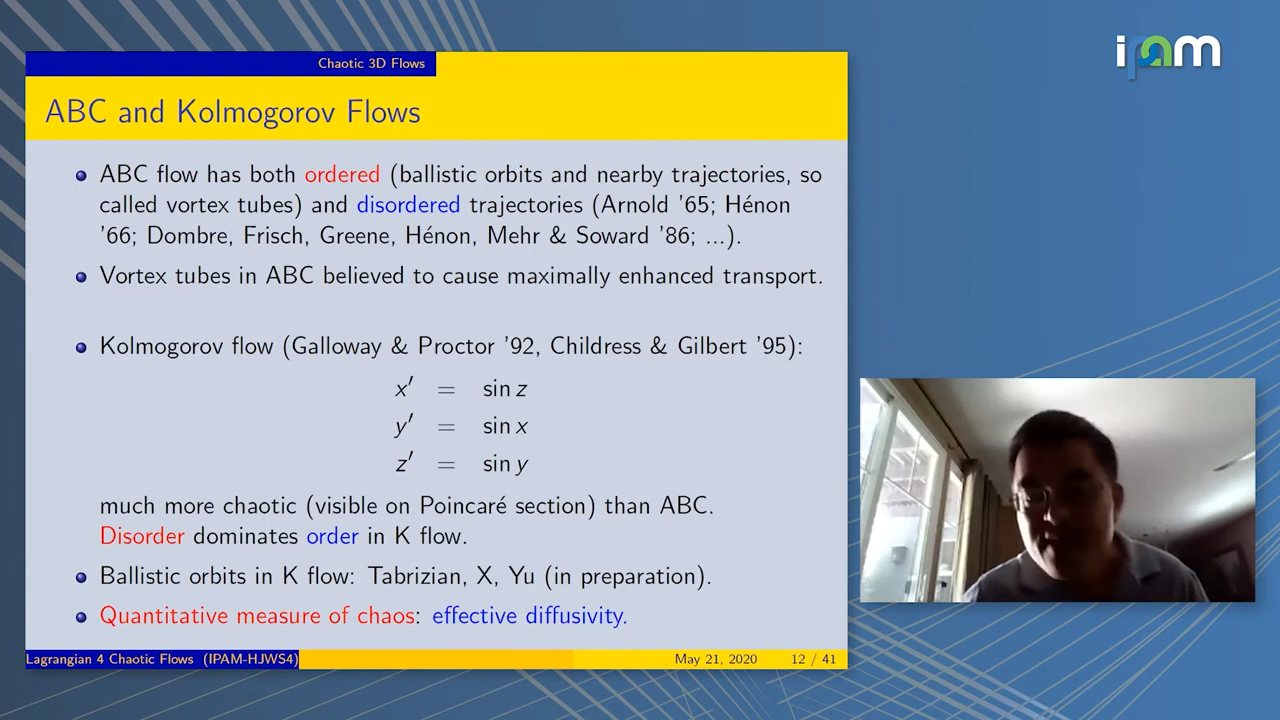 ipam
Chaotic 3D Flows
ABC and Kolmogorov Flows
ABC flow has both ordered (ballistic orbits and nearby trajectories, so
called vortex tubes) and disordered trajectories (Arnold '65; Hénon
'66; Dombre, Frisch, Greene, Hénon, Mehr & Soward '86; ...).
Vortex tubes in ABC believed to cause maximally enhanced transport.
Kolmogorov flow (Galloway & Proctor '92, Childress & Gilbert '95):
x′ = sin z
y′ = sin x
z′ = sin y
much more chaotic (visible on Poincaré section) than ABC.
Disorder dominates order in K flow.
Ballistic orbits in K flow: Tabrizian, X, Yu (in preparation).
Quantitative measure of chaos: effective diffusivity.
Lagrangian 4 Chaotic Flows (IPAM-HJWS4) May 21, 2020 12 / 41